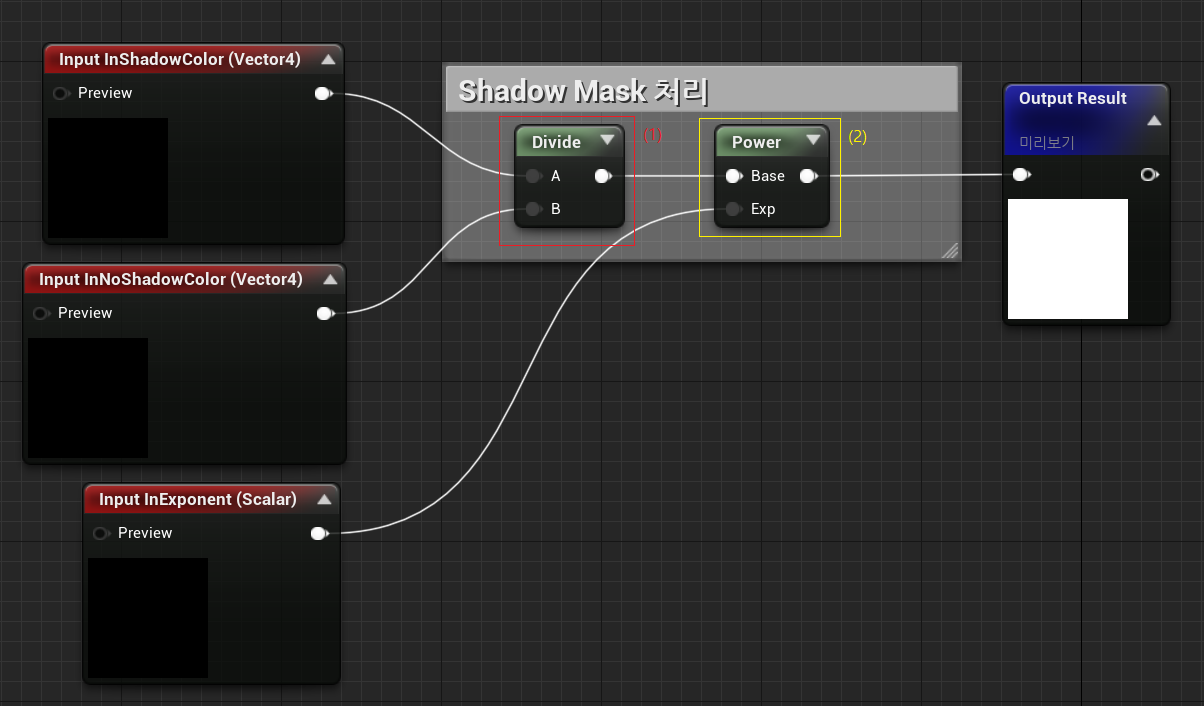 Input InShadowColor (Vector4)
Preview
Input InNoShadowColor (Vector4)
Preview
Input InExponent (Scalar)
Preview
Shadow Mask 처리
Divide
A
B
(1)
Power
Base
Exp
(2)
Output Result
미리보기